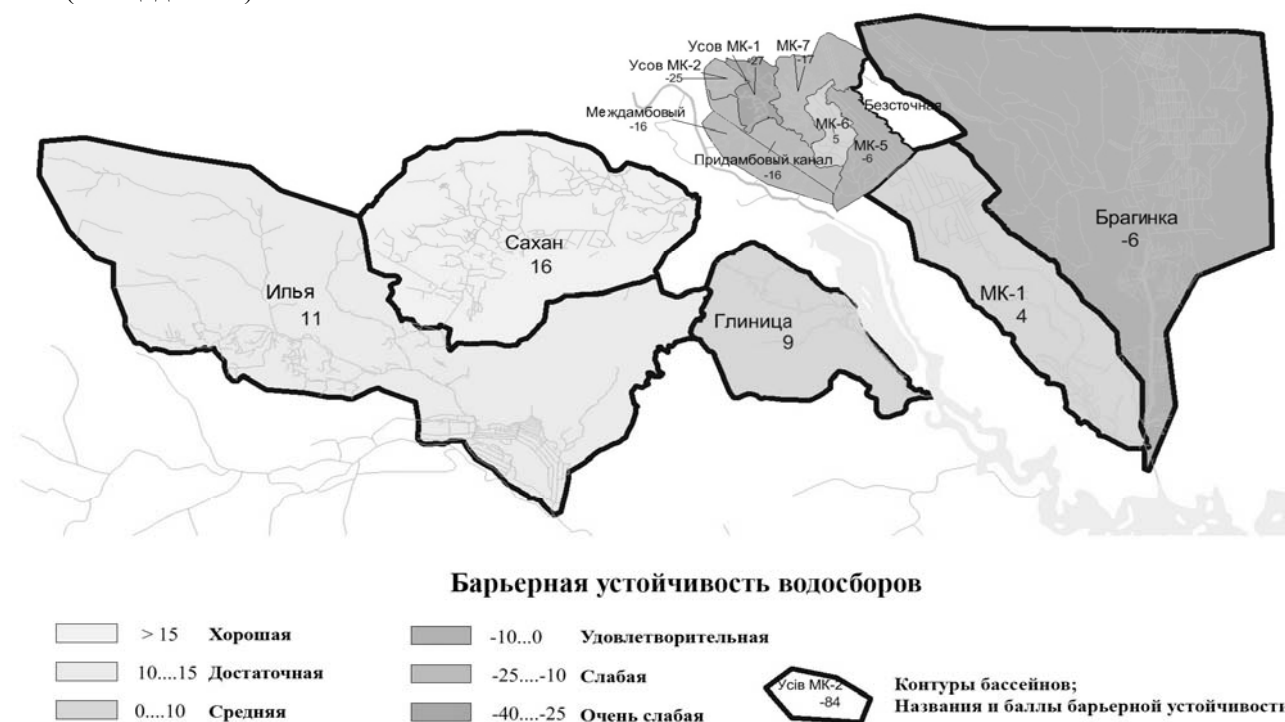 Усов МК-1
-27
МК-7
-17
Усов МК-2
-25
Междамбовый
-16
Безсточная
МК-6
5
МК-5
-6
Придамбовый канал
-16
Сахан
16
Илья
11
Глиница
9
МК-1
4
Брагинка
-6
Барьерная устойчивость водосборов
> 15 Хорошая
10....15 Достаточная
0....10 Средняя
-10...0 Удовлетворительная
-25....-10 Слабая
-40....-25 Очень слабая
Усів МК-2
-84
Контуры бассейнов;
Названия и баллы барьерной устойчивости